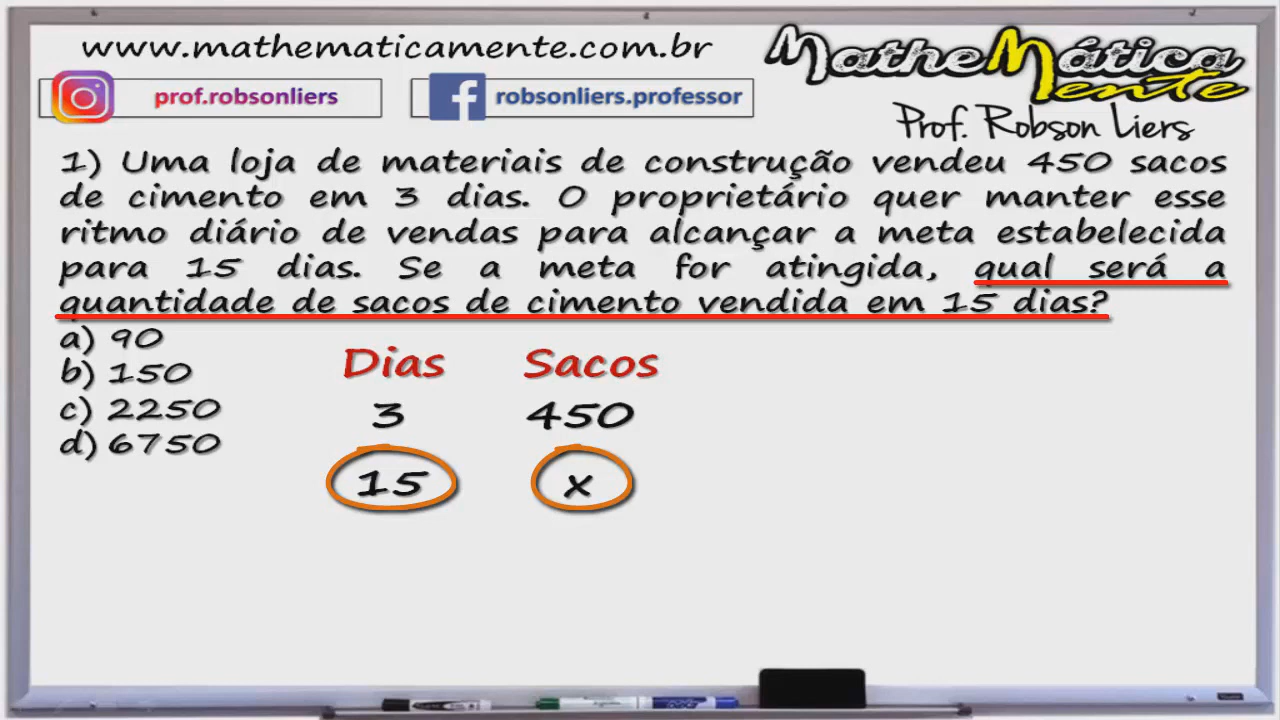 www.mathematicamente.com.br
MatheMática
mente
prof.robsonliers
robsonliers.professor
Prof. Robson Liers
1) Uma loja de materiais de construção vendeu 450 sacos
de cimento em 3 dias. O proprietário quer manter esse
ritmo diário de vendas para alcançar a meta estabelecida
para 15 dias. Se a meta for atingida, qual será a
quantidade de sacos de cimento vendida em 15 dias?
a) 90
b) 150
c) 2250
d) 6750
Dias Sacos
3 450
15 x